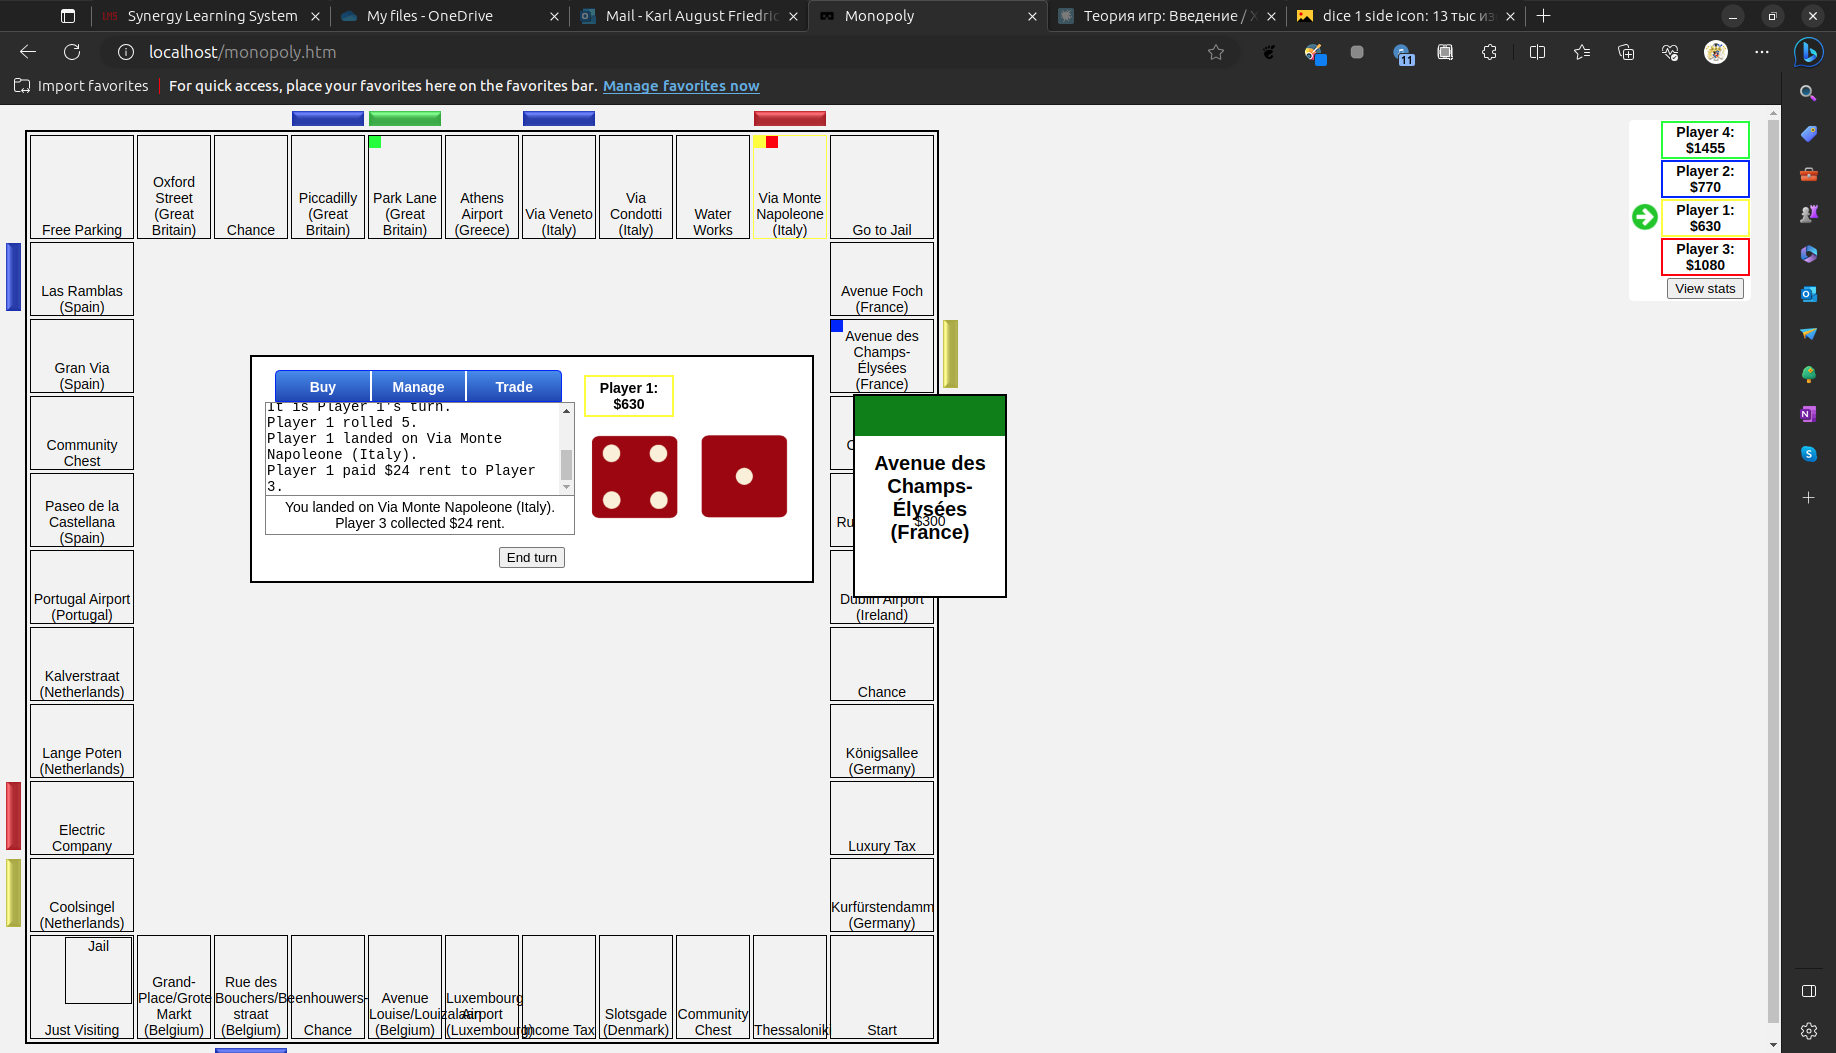 Synergy Learning System
My files - OneDrive
Mail - Karl August Friedric
Monopoly
Теория игр: Введение / Х
dice 1 side icon: 13 тыс из
localhost/monopoly.htm
11
Import favorites
For quick access, place your favorites here on the favorites bar. Manage favorites now
Free Parking
Oxford
Street
(Great
Britain)
Chance
Piccadilly
(Great
Britain)
Park Lane
(Great
Britain)
Athens
Airport
(Greece)
Via Veneto
(Italy)
Via
Condotti
(Italy)
Water
Works
Via Monte
Napoleone
(Italy)
Go to Jail
Player 4:
$1455
Player 2:
$770
Player 1:
$630
Player 3:
$1080
View stats
Las Ramblas
(Spain)
Gran Via
(Spain)
Community
Chest
Paseo de la
Castellana
(Spain)
Portugal Airport
(Portugal)
Kalverstraat
(Netherlands)
Lange Poten
(Netherlands)
Electric
Company
Coolsingel
(Netherlands)
Buy
Manage
Trade
It is Player 1's turn.
Player 1 rolled 5.
Player 1 landed on Via Monte
Napoleone (Italy).
Player 1 paid $24 rent to Player
3.
You landed on Via Monte Napoleone (Italy).
Player 3 collected $24 rent.
End turn
Player 1:
$630
Avenue Foch
(France)
Avenue des
Champs-
Élysées
(France)
C
Ru
Avenue des
Champs-
Élysées
(France)
$300
Dublin Airport
(Ireland)
Chance
Königsallee
(Germany)
Luxury Tax
Kurfürstendamm
(Germany)
Jail
Just Visiting
Grand-
Place/Grote
Markt
(Belgium)
Rue des
Bouchers/Beenhouwers-
straat
(Belgium)
Chance
Avenue
Louise/Louizalaan
(Belgium)
Luxembourg
Airport
(Luxembourg)
Income Tax
Slotsgade
(Denmark)
Community
Chest
Thessaloniki
Start